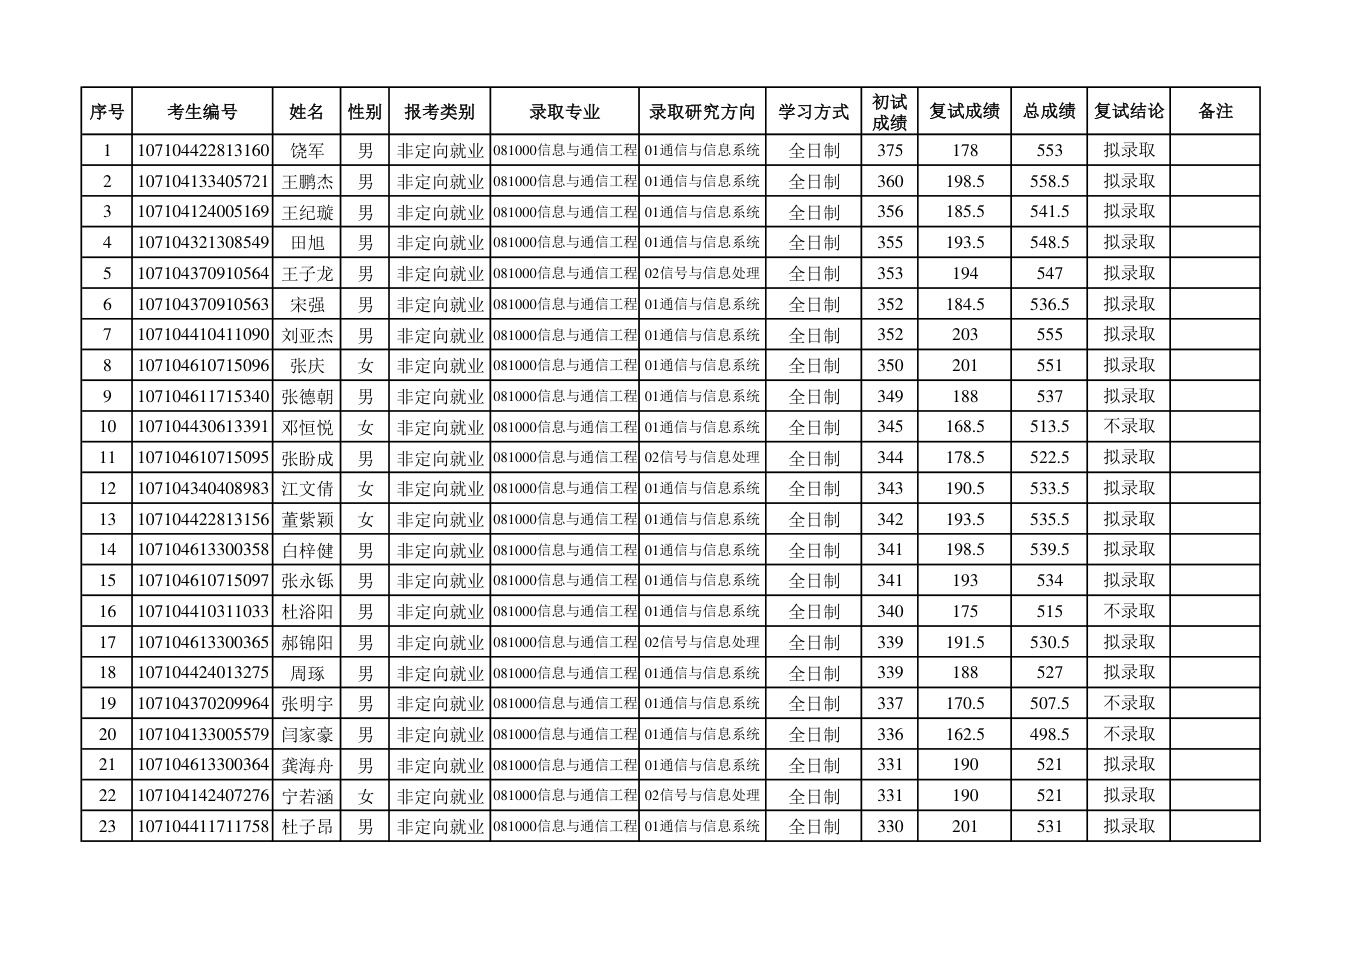 序号 考生编号 姓名 性别 报考类别 录取专业 录取研究方向 学习方式 初试成绩 复试成绩 总成绩 复试结论 备注
1 107104422813160 饶军 男 非定向就业 081000信息与通信工程 01通信与信息系统 全日制 375 178 553 拟录取
2 107104133405721 王鹏杰 男 非定向就业 081000信息与通信工程 01通信与信息系统 全日制 360 198.5 558.5 拟录取
3 107104124005169 王纪璇 男 非定向就业 081000信息与通信工程 01通信与信息系统 全日制 356 185.5 541.5 拟录取
4 107104321308549 田旭 男 非定向就业 081000信息与通信工程 01通信与信息系统 全日制 355 193.5 548.5 拟录取
5 107104370910564 王子龙 男 非定向就业 081000信息与通信工程 02信号与信息处理 全日制 353 194 547 拟录取
6 107104370910563 宋强 男 非定向就业 081000信息与通信工程 01通信与信息系统 全日制 352 184.5 536.5 拟录取
7 107104410411090 刘亚杰 男 非定向就业 081000信息与通信工程 01通信与信息系统 全日制 352 203 555 拟录取
8 107104610715096 张庆 女 非定向就业 081000信息与通信工程 01通信与信息系统 全日制 350 201 551 拟录取
9 107104611715340 张德朝 男 非定向就业 081000信息与通信工程 01通信与信息系统 全日制 349 188 537 拟录取
10 107104430613391 邓恒悦 女 非定向就业 081000信息与通信工程 01通信与信息系统 全日制 345 168.5 513.5 不录取
11 107104610715095 张盼成 男 非定向就业 081000信息与通信工程 02信号与信息处理 全日制 344 178.5 522.5 拟录取
12 107104340408983 江文倩 女 非定向就业 081000信息与通信工程 01通信与信息系统 全日制 343 190.5 533.5 拟录取
13 107104422813156 董紫颖 女 非定向就业 081000信息与通信工程 01通信与信息系统 全日制 342 193.5 535.5 拟录取
14 107104613300358 白梓健 男 非定向就业 081000信息与通信工程 01通信与信息系统 全日制 341 198.5 539.5 拟录取
15 107104610715097 张永铄 男 非定向就业 081000信息与通信工程 01通信与信息系统 全日制 341 193 534 拟录取
16 107104410311033 杜浴阳 男 非定向就业 081000信息与通信工程 01通信与信息系统 全日制 340 175 515 不录取
17 107104613300365 郝锦阳 男 非定向就业 081000信息与通信工程 02信号与信息处理 全日制 339 191.5 530.5 拟录取
18 107104424013275 周琢 男 非定向就业 081000信息与通信工程 01通信与信息系统 全日制 339 188 527 拟录取
19 107104370209964 张明宇 男 非定向就业 081000信息与通信工程 01通信与信息系统 全日制 337 170.5 507.5 不录取
20 107104133005579 闫家豪 男 非定向就业 081000信息与通信工程 01通信与信息系统 全日制 336 162.5 498.5 不录取
21 107104613300364 龚海舟 男 非定向就业 081000信息与通信工程 01通信与信息系统 全日制 331 190 521 拟录取
22 107104142407276 宁若涵 女 非定向就业 081000信息与通信工程 02信号与信息处理 全日制 331 190 521 拟录取
23 107104411711758 杜子昂 男 非定向就业 081000信息与通信工程 01通信与信息系统 全日制 330 201 531 拟录取